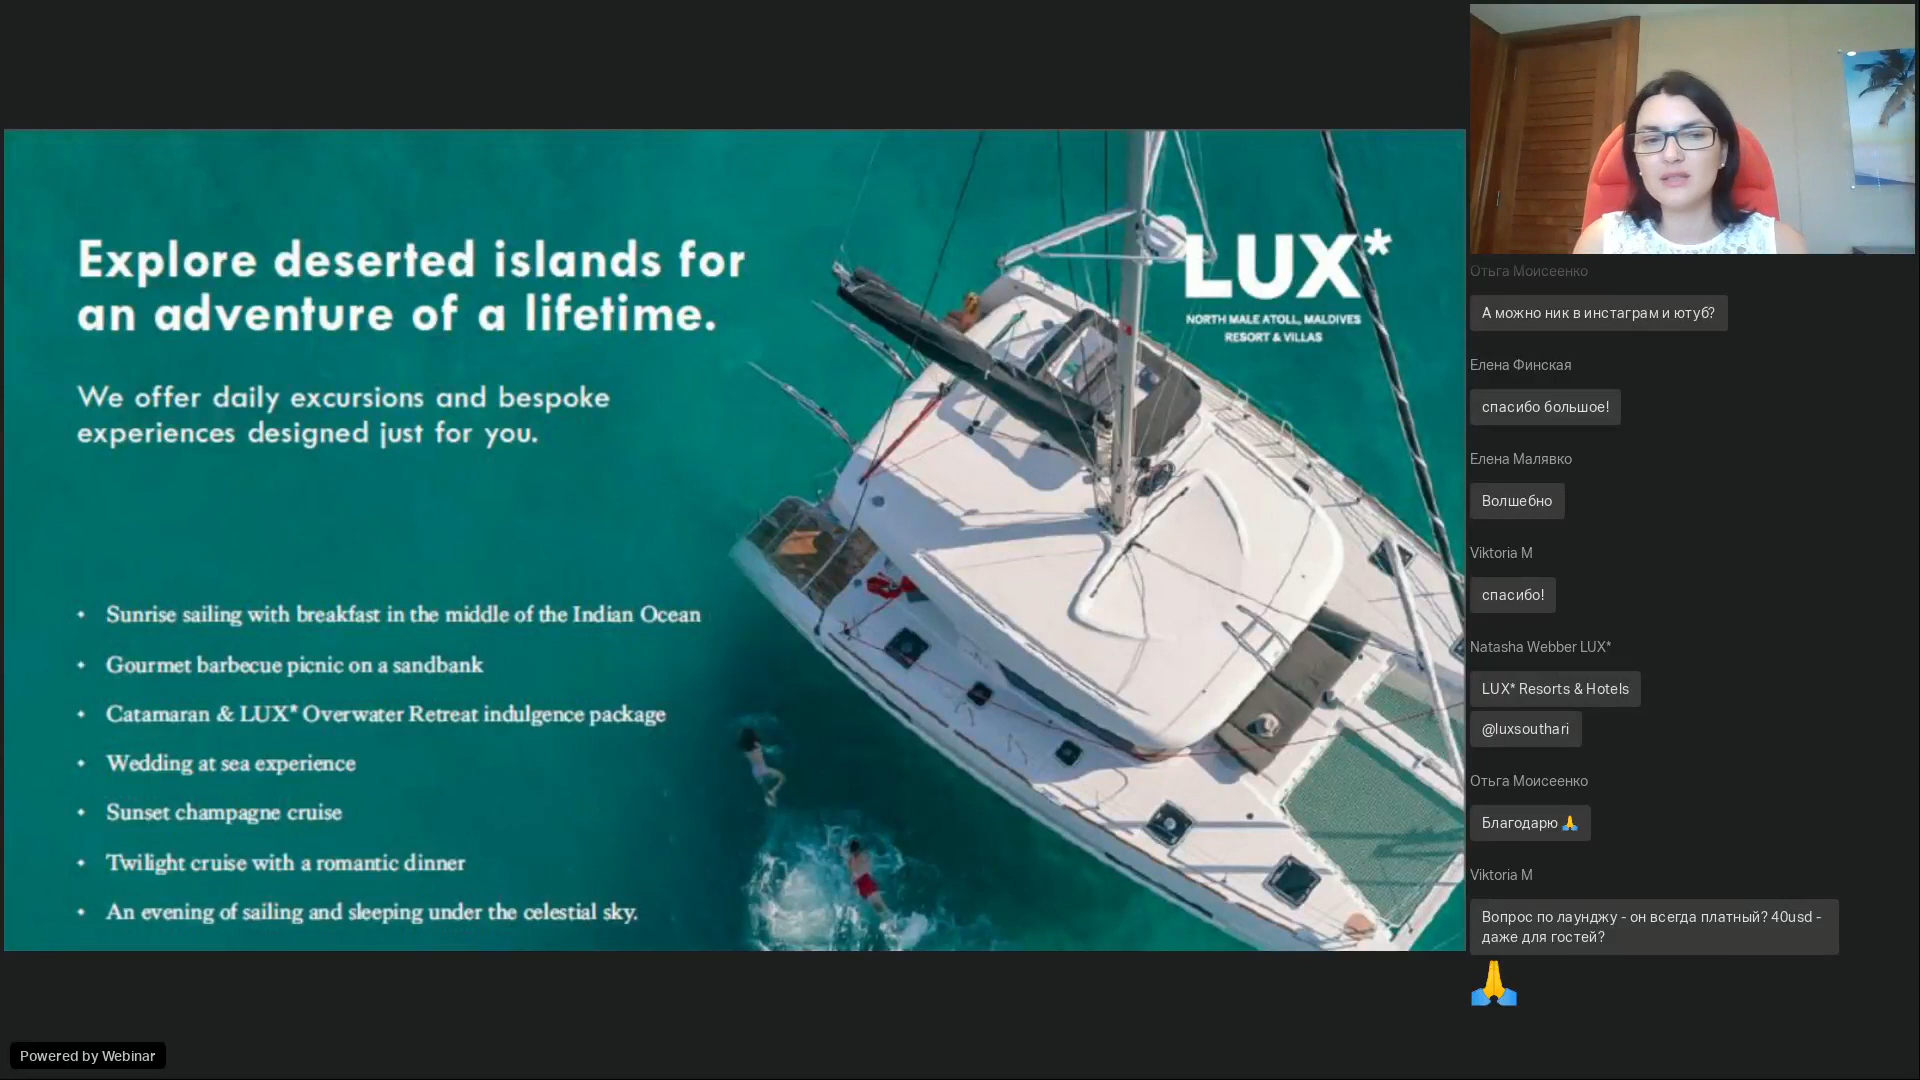 Explore deserted islands for
an adventure of a lifetime.
We offer daily excursions and bespoke
experiences designed just for you.
• Sunrise sailing with breakfast in the middle of the Indian Ocean
• Gourmet barbecue picnic on a sandbank
• Catamaran & LUX* Overwater Retreat indulgence package
• Wedding at sea experience
• Sunset champagne cruise
• Twilight cruise with a romantic dinner
• An evening of sailing and sleeping under the celestial sky.
LUX*
NORTH MALE ATOLL, MALDIVES
RESORT & VILLAS
Отьга Моисеенко
А можно ник в инстаграм и ютуб?
Елена Финская
спасибо большое!
Елена Малявко
Волшебно
Viktoria M
спасибо!
Natasha Webber LUX*
LUX* Resorts & Hotels
@luxsouthari
Отьга Моисеенко
Благодарю 🙏
Viktoria M
Вопрос по лаунджу - он всегда платный? 40usd -
даже для гостей?
🙏
Powered by Webinar